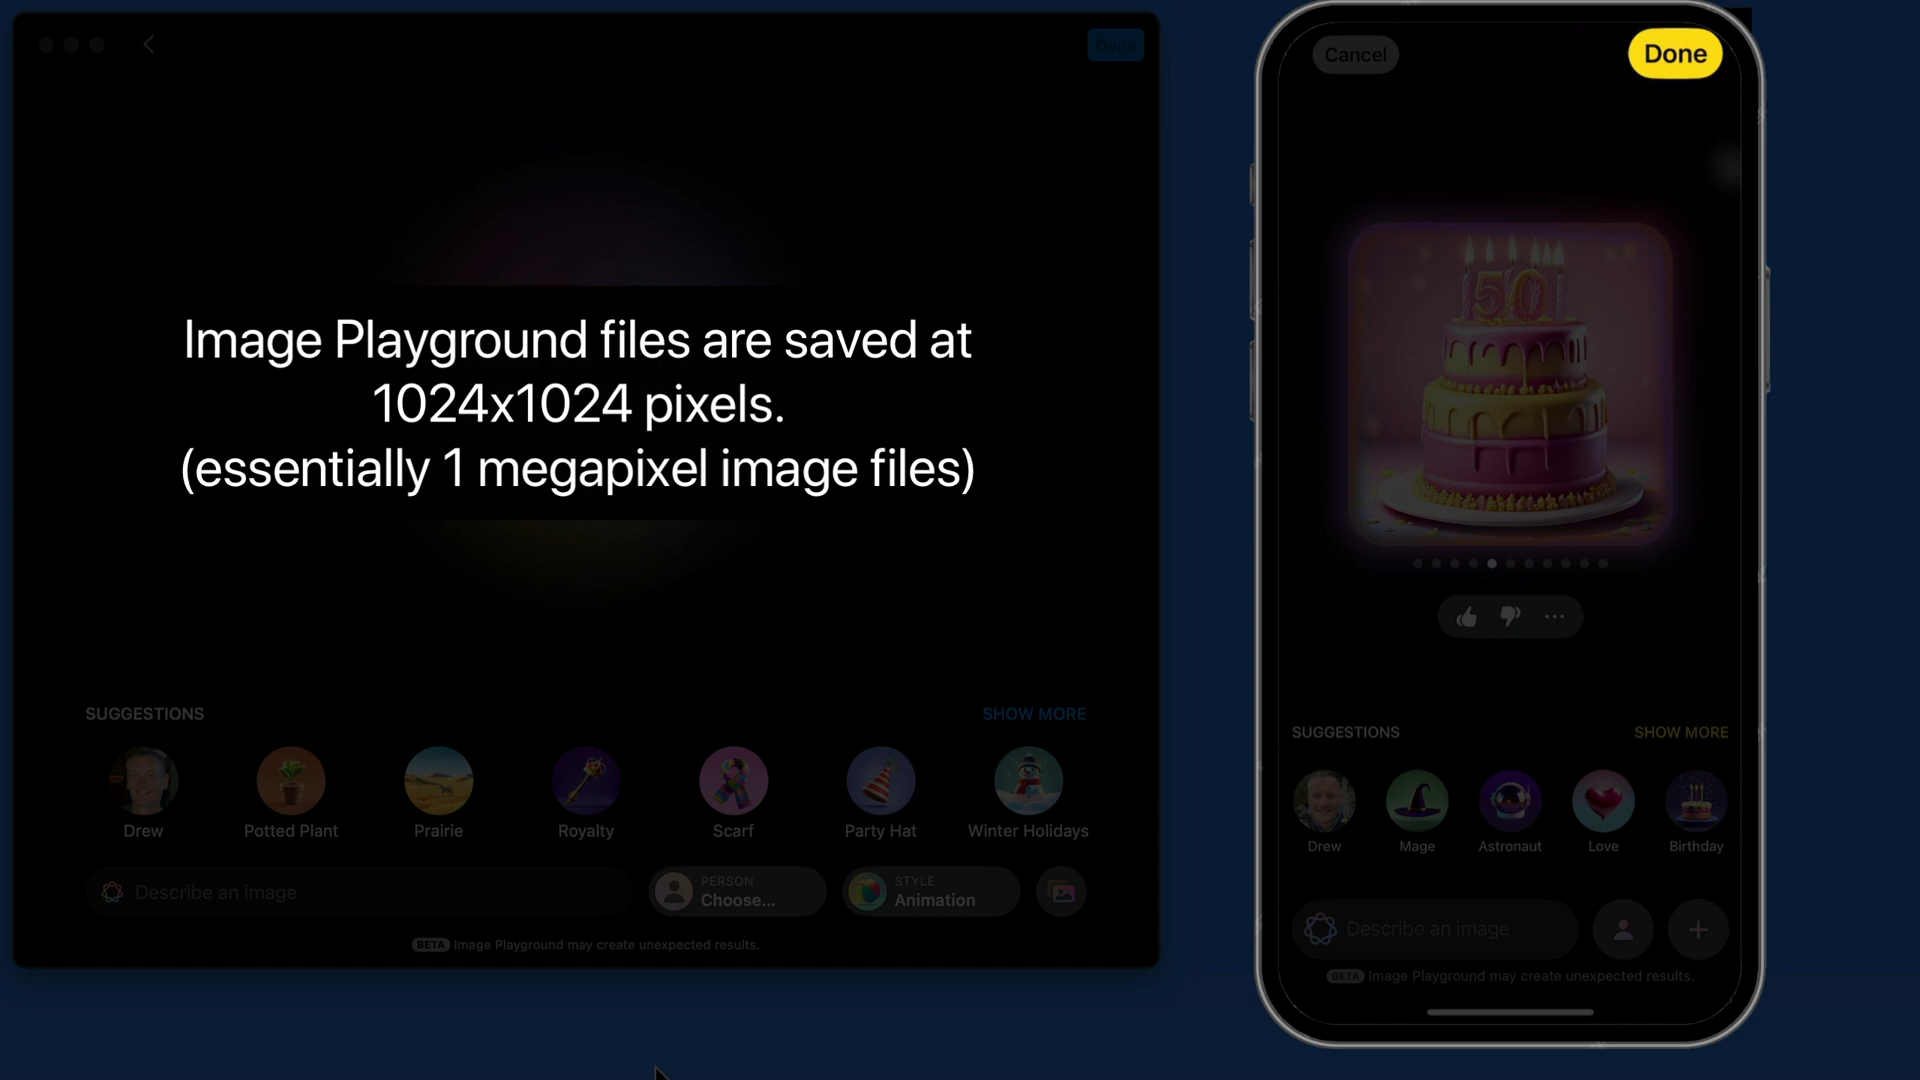 Done
Image Playground files are saved at
1024x1024 pixels.
(essentially 1 megapixel image files)
SUGGESTIONS
SHOW MORE
Drew
Potted Plant
Prairie
Royalty
Scarf
Party Hat
Winter Holidays
Describe an image
PERSON
Choose...
STYLE
Animation
BETA Image Playground may create unexpected results.
Cancel
Done
50
SUGGESTIONS
SHOW MORE
Drew
Mage
Astronaut
Love
Birthday
Describe an image
BETA Image Playground may create unexpected results.